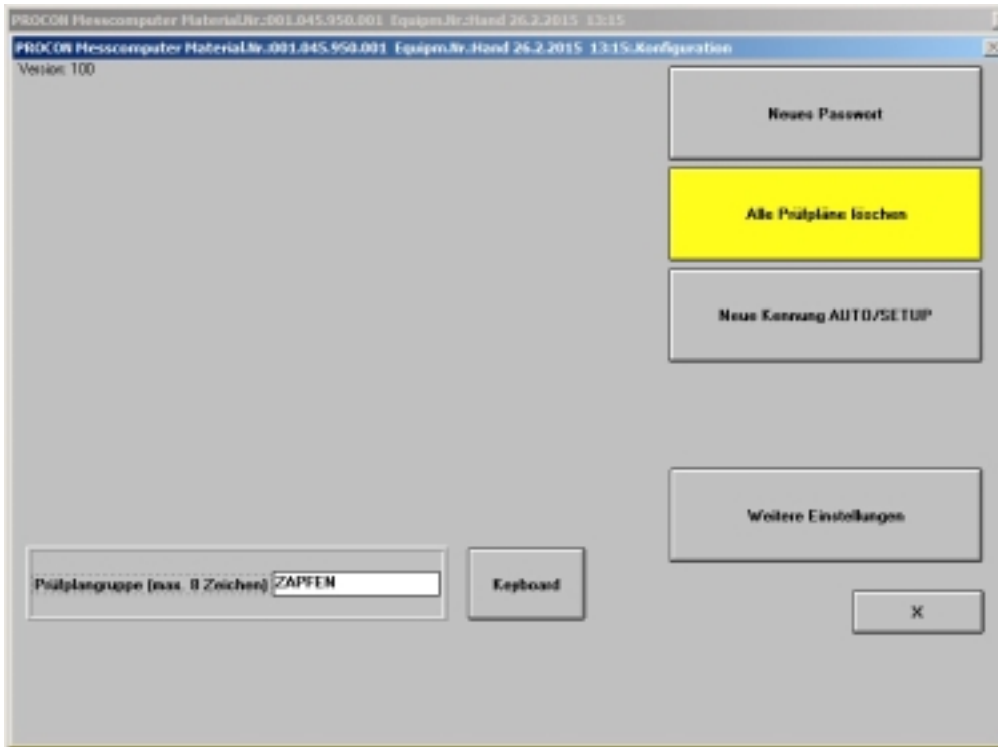 PROCON Messcomputer Material.Nr.:001.045.950.001 Equipm.Nr.:Hand 26.2.2015 13:15
PROCON Messcomputer Material.Nr.:001.045.950.001 Equipm.Nr.:Hand 26.2.2015 13:15:.Konfiguration
Version: 100
Neues Passwort
Alle Prüfpläne löschen
Neue Kennung AUTO/SETUP
Weitere Einstellungen
Prüfplangruppe (max. 8 Zeichen) ZAPFEN
Keyboard
X